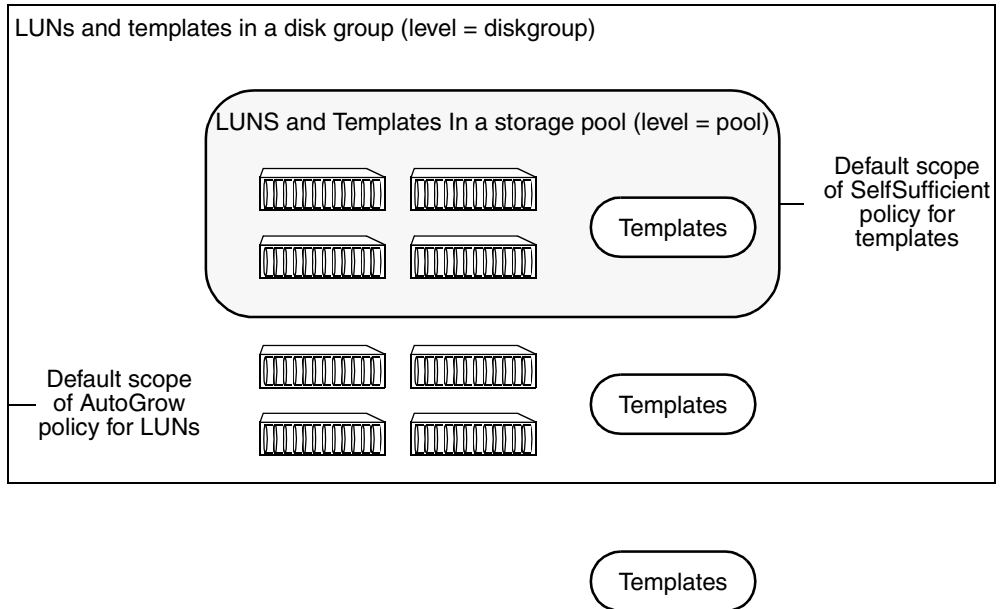 LUNs and templates in a disk group (level = diskgroup)
LUNS and Templates In a storage pool (level = pool)
Default scope
of SelfSufficient
policy for
templates
Templates
Default scope
of AutoGrow
policy for LUNs
Templates
Templates